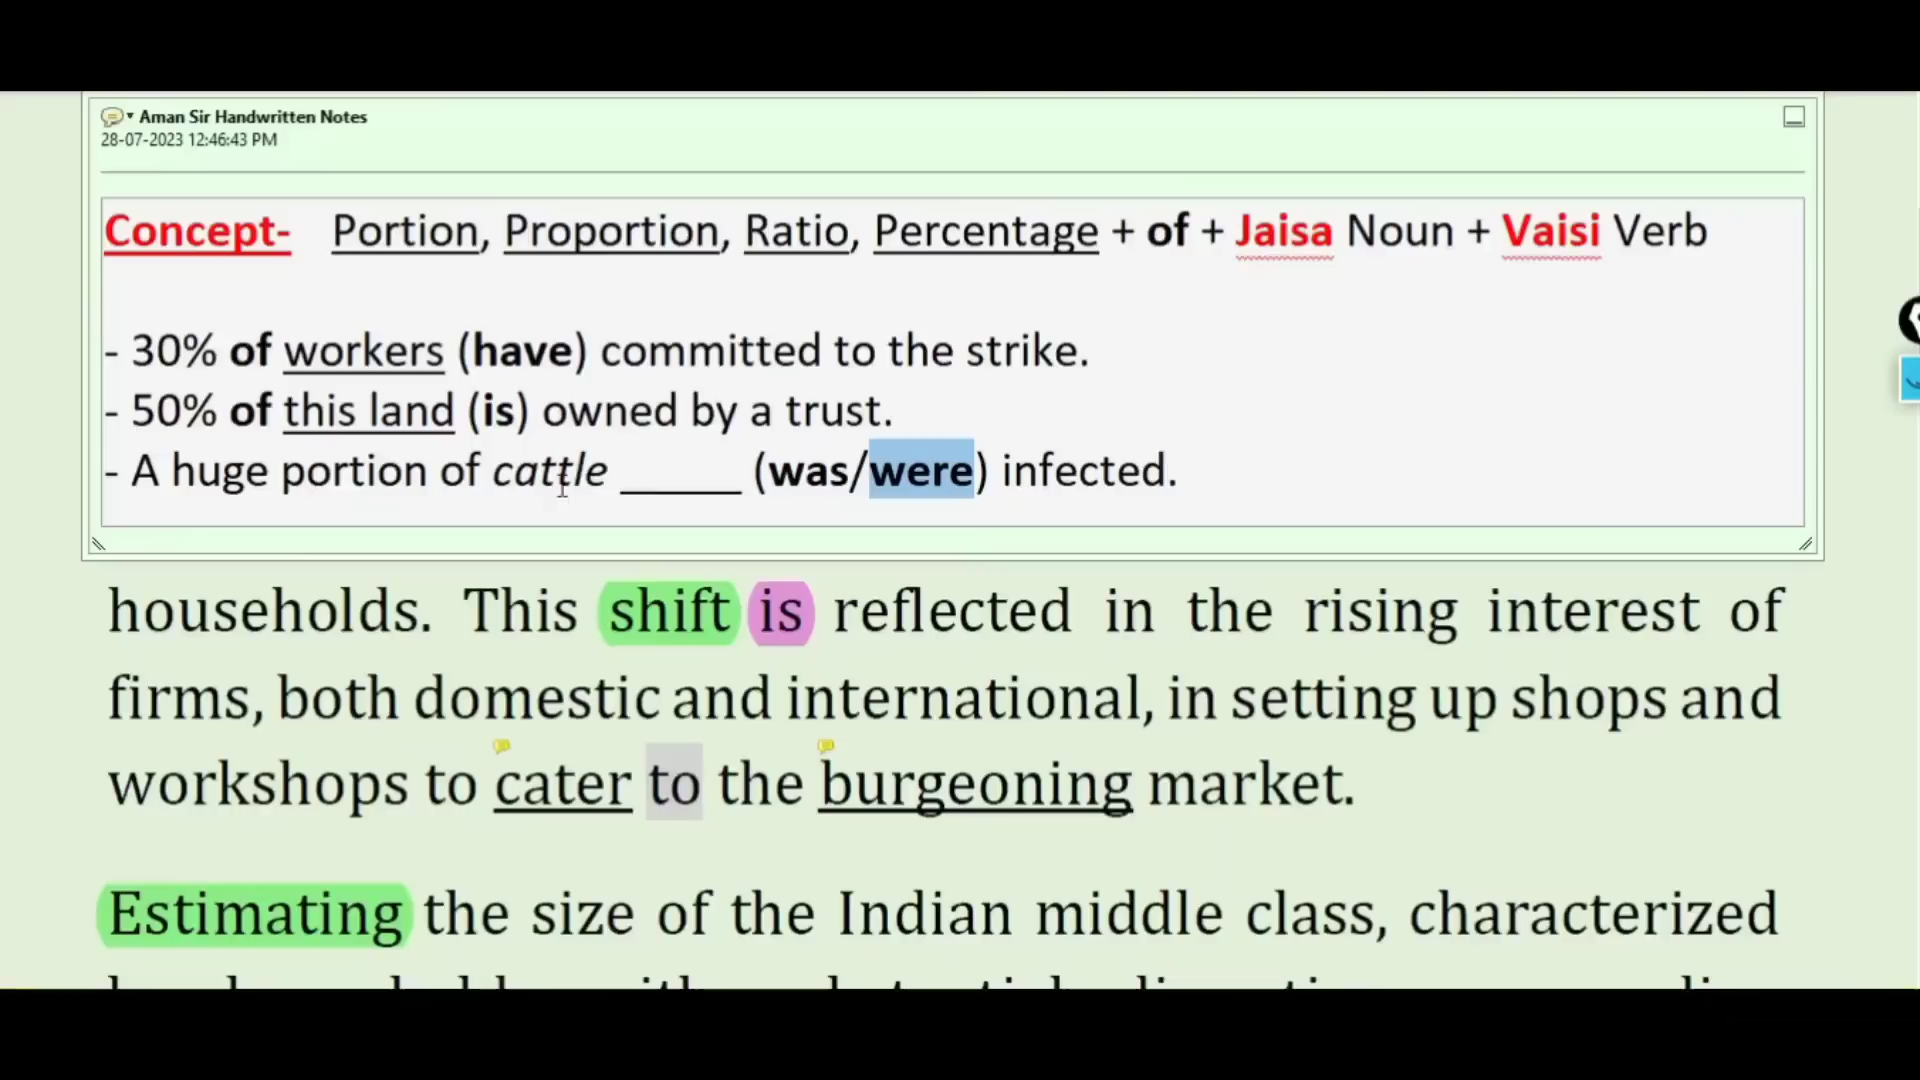 Aman Sir Handwritten Notes
28-07-2023 12:46:43 PM
Concept- Portion, Proportion, Ratio, Percentage + of + Jaisa Noun + Vaisi Verb
- 30% of workers (have) committed to the strike.
- 50% of this land (is) owned by a trust.
- A huge portion of cattle ______ (was/were) infected.
households. This shift is reflected in the rising interest of
firms, both domestic and international, in setting up shops and
workshops to cater to the burgeoning market.
Estimating the size of the Indian middle class, characterized